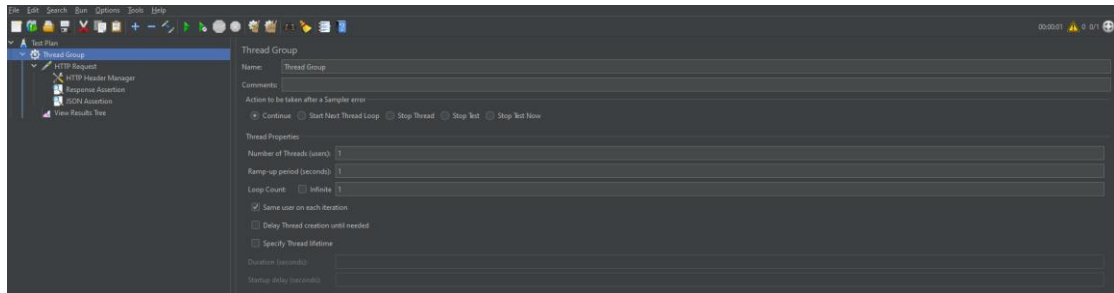 File Edit Search Run Options Tools Help
00:00:01 0 0/1
Test Plan
Thread Group
HTTP Request
HTTP Header Manager
Response Assertion
JSON Assertion
View Results Tree
Thread Group
Name: Thread Group
Comments:
Action to be taken after a Sampler error
Continue Start Next Thread Loop Stop Thread Stop Test Stop Test Now
Thread Properties
Number of Threads (users): 1
Ramp-up period (seconds): 1
Loop Count: Infinite 1
Same user on each iteration
Delay Thread creation until needed
Specify Thread lifetime
Duration (seconds):
Startup delay (seconds):